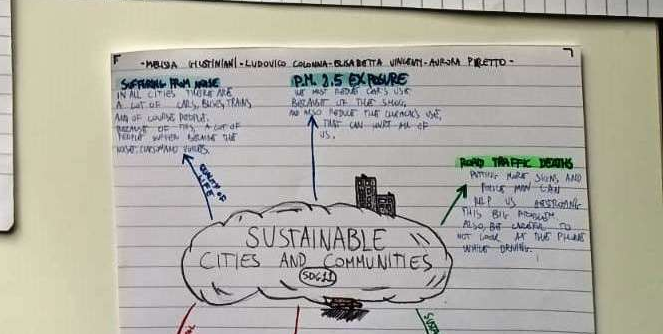 - MELISSA GIUSTINIANI - LUDOVICO COLONNA - ELISABETTA VINCENTI - AURORA PIRETTO -
SUFFERING FROM NOISE
IN ALL CITIES THERE ARE
A LOT OF CARS, BUSES, TRAINS,
AND OF COURSE PEOPLE.
BECAUSE OF THIS, A LOT OF
PEOPLE SUFFER BECAUSE THE
NOISE,
P.M. 2.5 EXPOSURE
WE MUST REDUCE CAR'S USE
BECAUSE OF THEIR SMOG,
AND ALSO REDUCE THE CHEMICAL'S USE,
THAT CAN HURT ALL OF
US.
ROAD TRAFFIC DEATHS
PUTTING MORE SIGNS AND
POLICE MAN CAN
HELP US DESTROYING
THIS BIG PROBLEM.
ALSO, BE CAREFUL TO
NOT LOOK AT THE PHONE
WHILE DRIVING.
QUALITY OF
LIFE
SUSTAINABLE
CITIES AND COMMUNITIES
SDG11